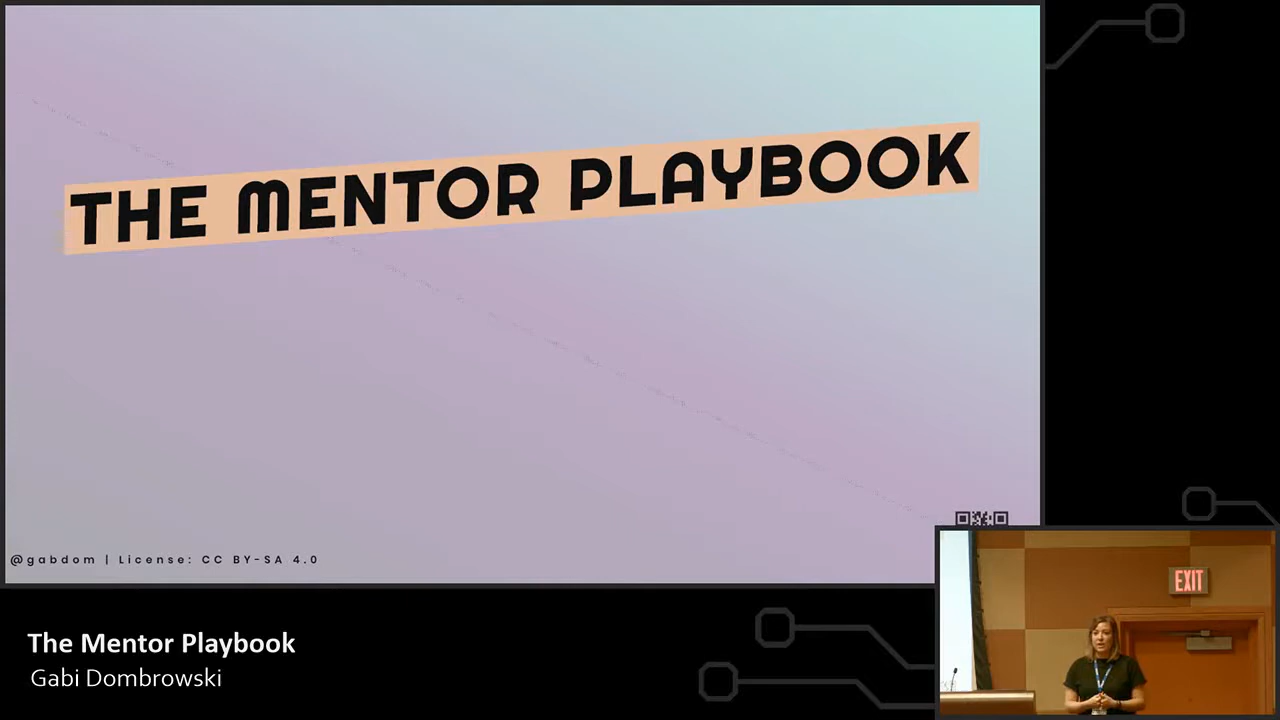 THE MENTOR PLAYBOOK
@gabdom | License: CC BY-SA 4.0
EXIT
The Mentor Playbook
Gabi Dombrowski